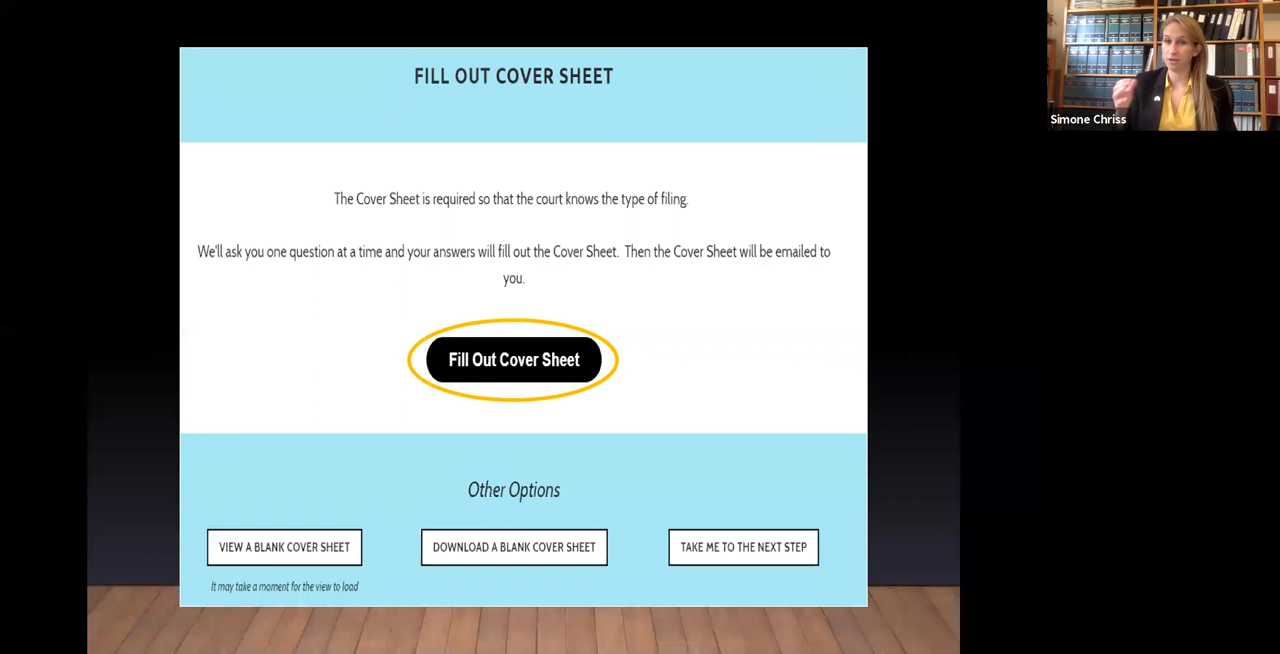 FILL OUT COVER SHEET
Simone Chriss
The Cover Sheet is required so that the court knows the type of filing.
We'll ask you one question at a time and your answers will fill out the Cover Sheet. Then the Cover Sheet will be emailed to
you.
Fill Out Cover Sheet
Other Options
VIEW A BLANK COVER SHEET
DOWNLOAD A BLANK COVER SHEET
TAKE ME TO THE NEXT STEP
It may take a moment for the view to load